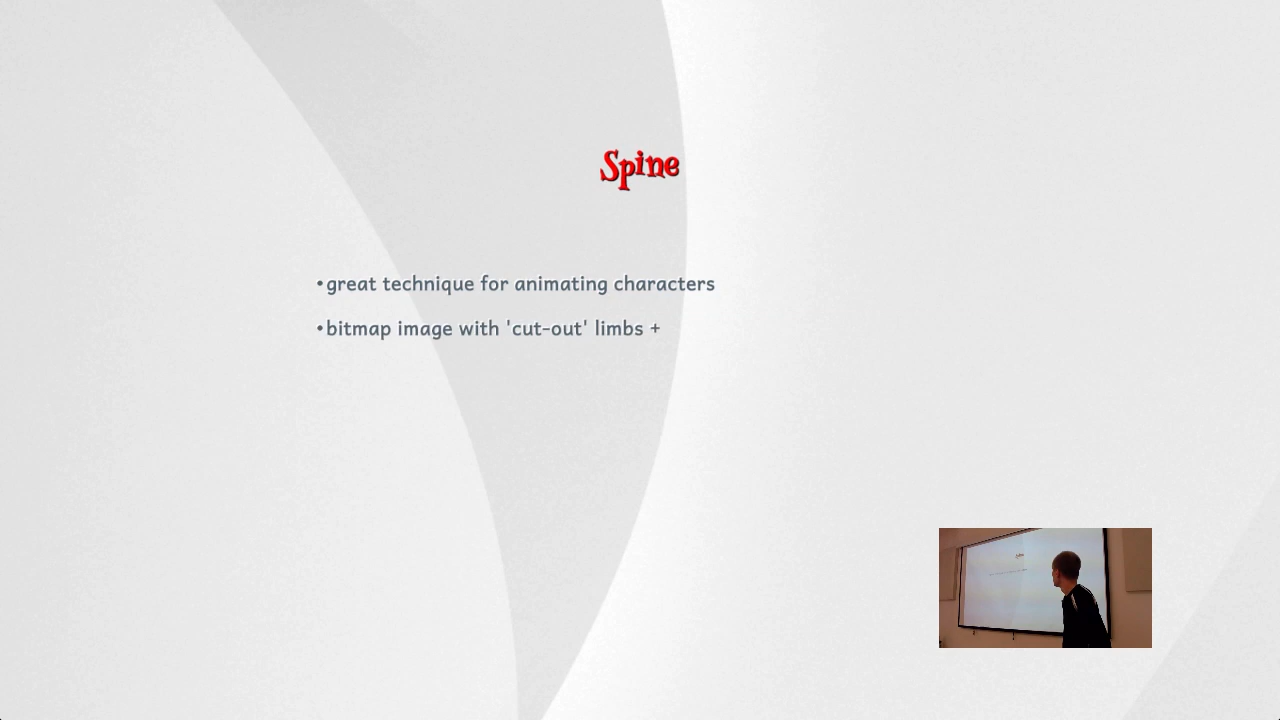 Spine
•great technique for animating characters
•bitmap image with 'cut-out' limbs +